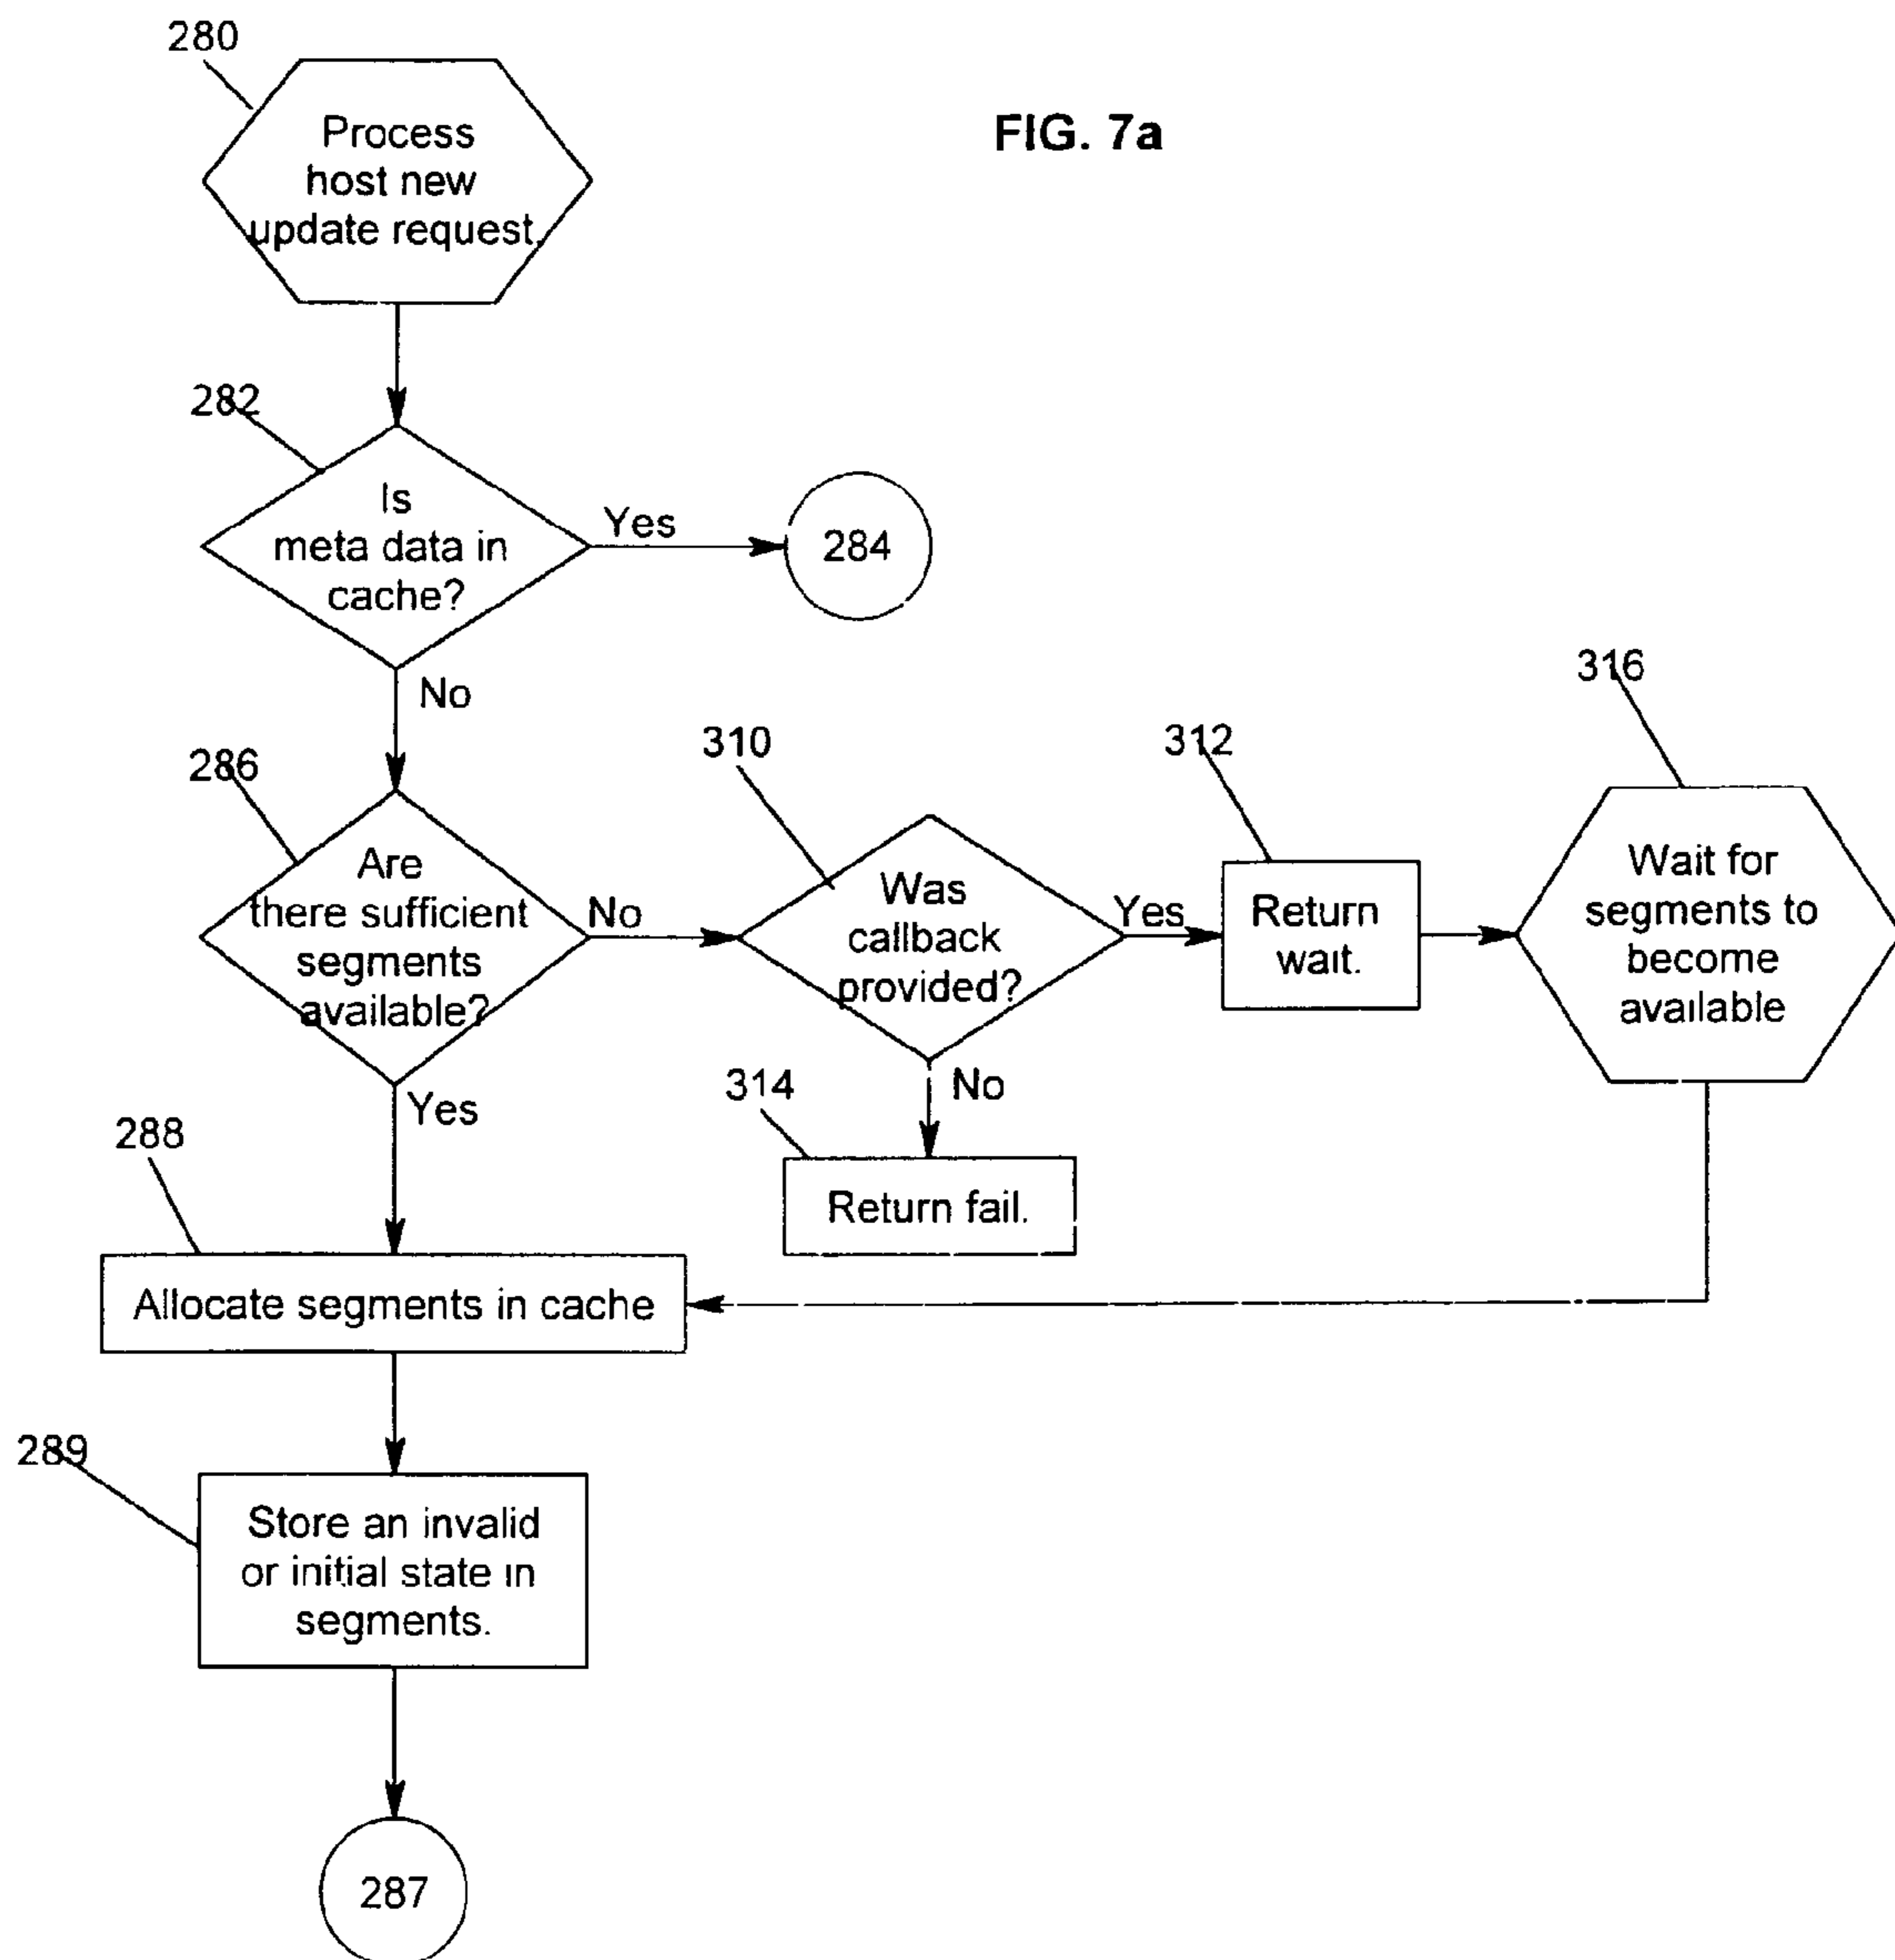 280
FIG. 7a
Process
host new
update request.
282
Is
meta data in
cache?
Yes
284
No
286
Are
there sufficient
segments
available?
No
310
Was
callback
provided?
Yes
312
Return
wait.
316
Wait for
segments to
become
available
No
314
Return fail.
Yes
288
Allocate segments in cache
289
Store an invalid
or initial state in
segments.
287